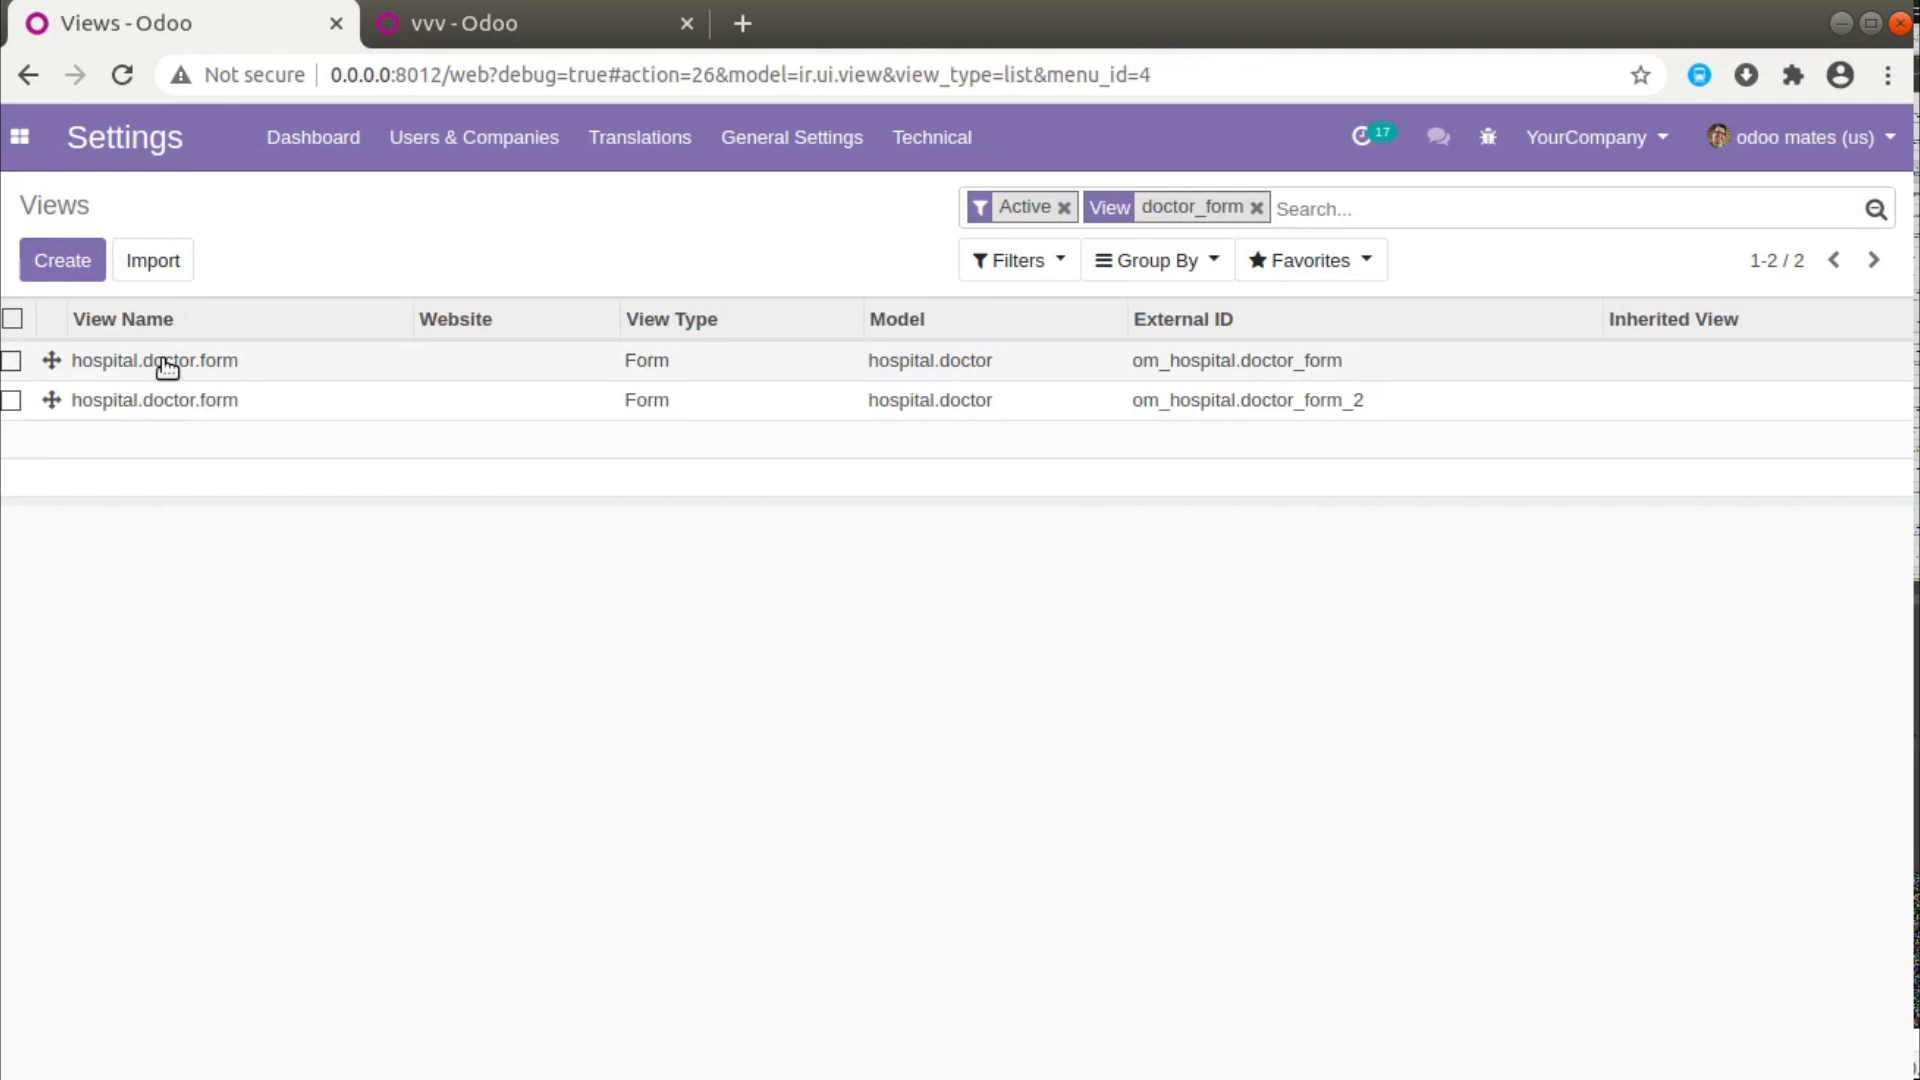 Views - Odoo
vvv - Odoo
Not secure
0.0.0.0:8012/web?debug=true#action=26&model=ir.ui.view&view_type=list&menu_id=4
Settings Dashboard Users & Companies Translations General Settings Technical 17 YourCompany odoo mates (us)
Views
Active View doctor_form Search...
Create Import Filters Group By Favorites 1-2 / 2
View Name Website View Type Model External ID Inherited View
hospital.doctor.form Form hospital.doctor om_hospital.doctor_form
hospital.doctor.form Form hospital.doctor om_hospital.doctor_form_2